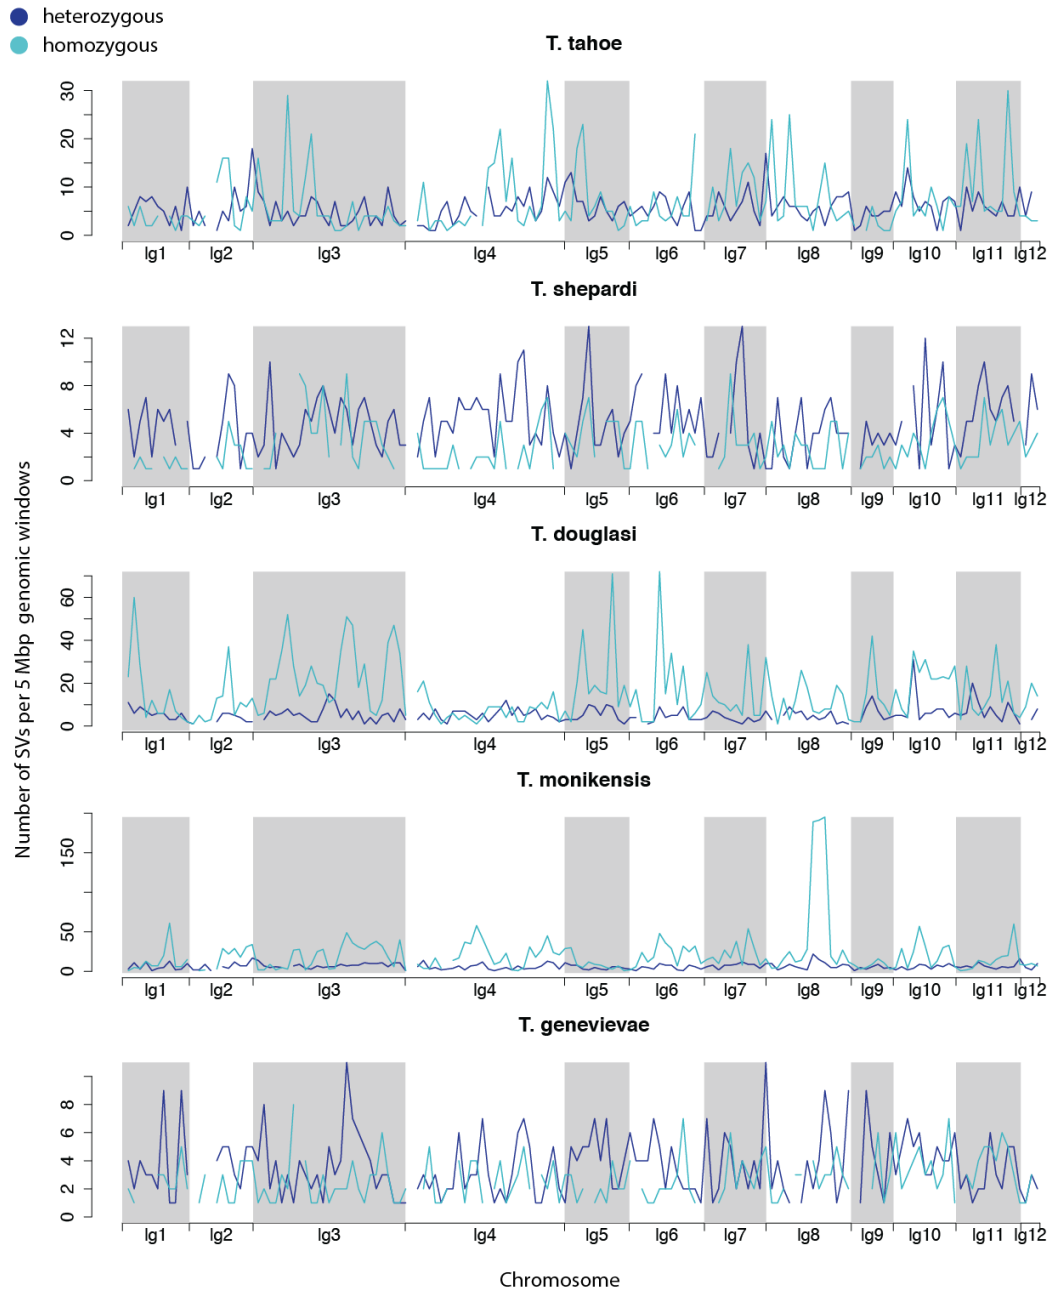 heterozygous
homozygous
Number of SVs per 5 Mbp genomic windows
T. tahoe
30
20
10
0
lg1 lg2 lg3 lg4 lg5 lg6 lg7 lg8 lg9 lg10 lg11 lg12
T. shepardi
12
8
4
0
lg1 lg2 lg3 lg4 lg5 lg6 lg7 lg8 lg9 lg10 lg11 lg12
T. douglasi
60
40
20
0
lg1 lg2 lg3 lg4 lg5 lg6 lg7 lg8 lg9 lg10 lg11 lg12
T. monikensis
150
50
0
lg1 lg2 lg3 lg4 lg5 lg6 lg7 lg8 lg9 lg10 lg11 lg12
T. genevievae
8
6
4
2
0
lg1 lg2 lg3 lg4 lg5 lg6 lg7 lg8 lg9 lg10 lg11 lg12
Chromosome